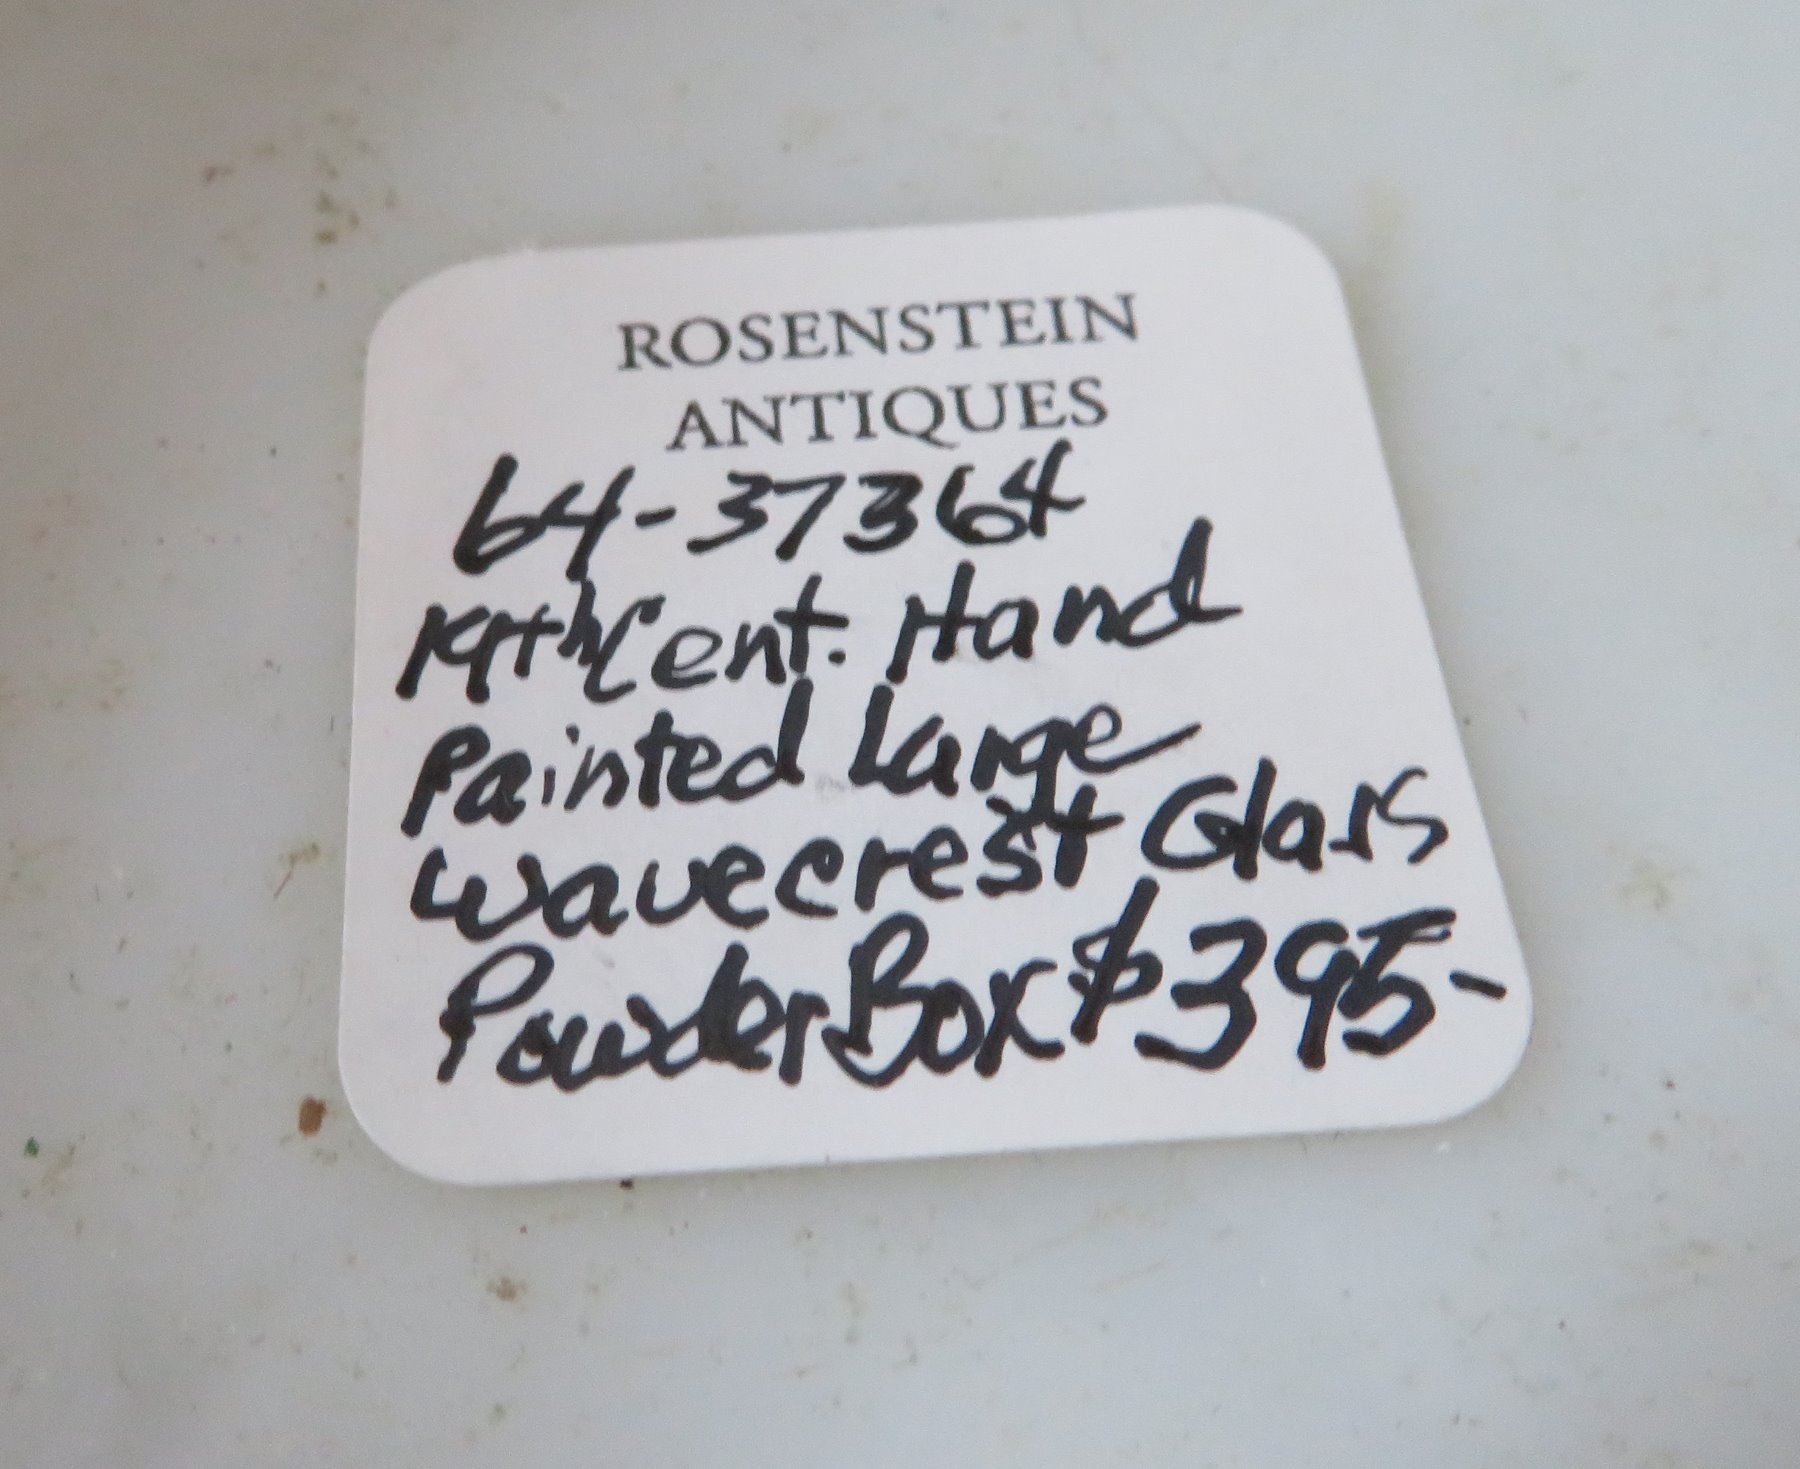 ROSENSTEIN
ANTIQUES
64-37364
19th Cent. Hand
Painted Large
Wavecrest Glass
Powder Box $395-